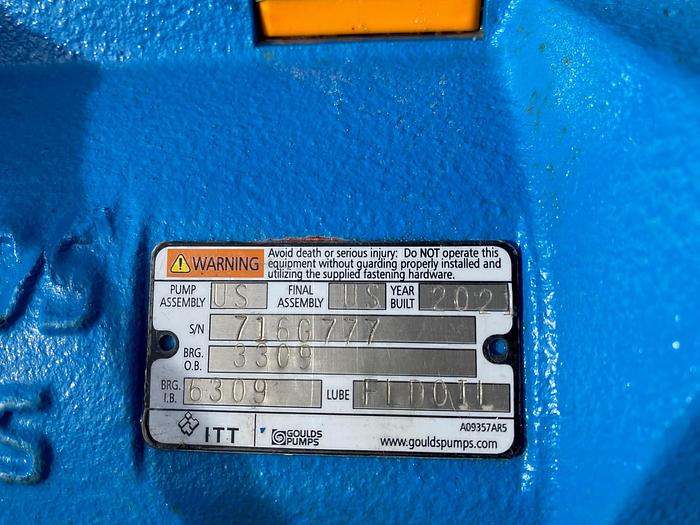 WARNING Avoid death or serious injury: Do NOT operate this
equipment without guarding properly installed and
utilizing the supplied fastening hardware.
PUMP ASSEMBLY US FINAL ASSEMBLY US YEAR BUILT 2021
S/N 7160777
BRG. O.B. 3309
BRG. I.B. 6309 LUBE FLDOIL
A09357AR5
ITT GOULDS PUMPS www.gouldspumps.com